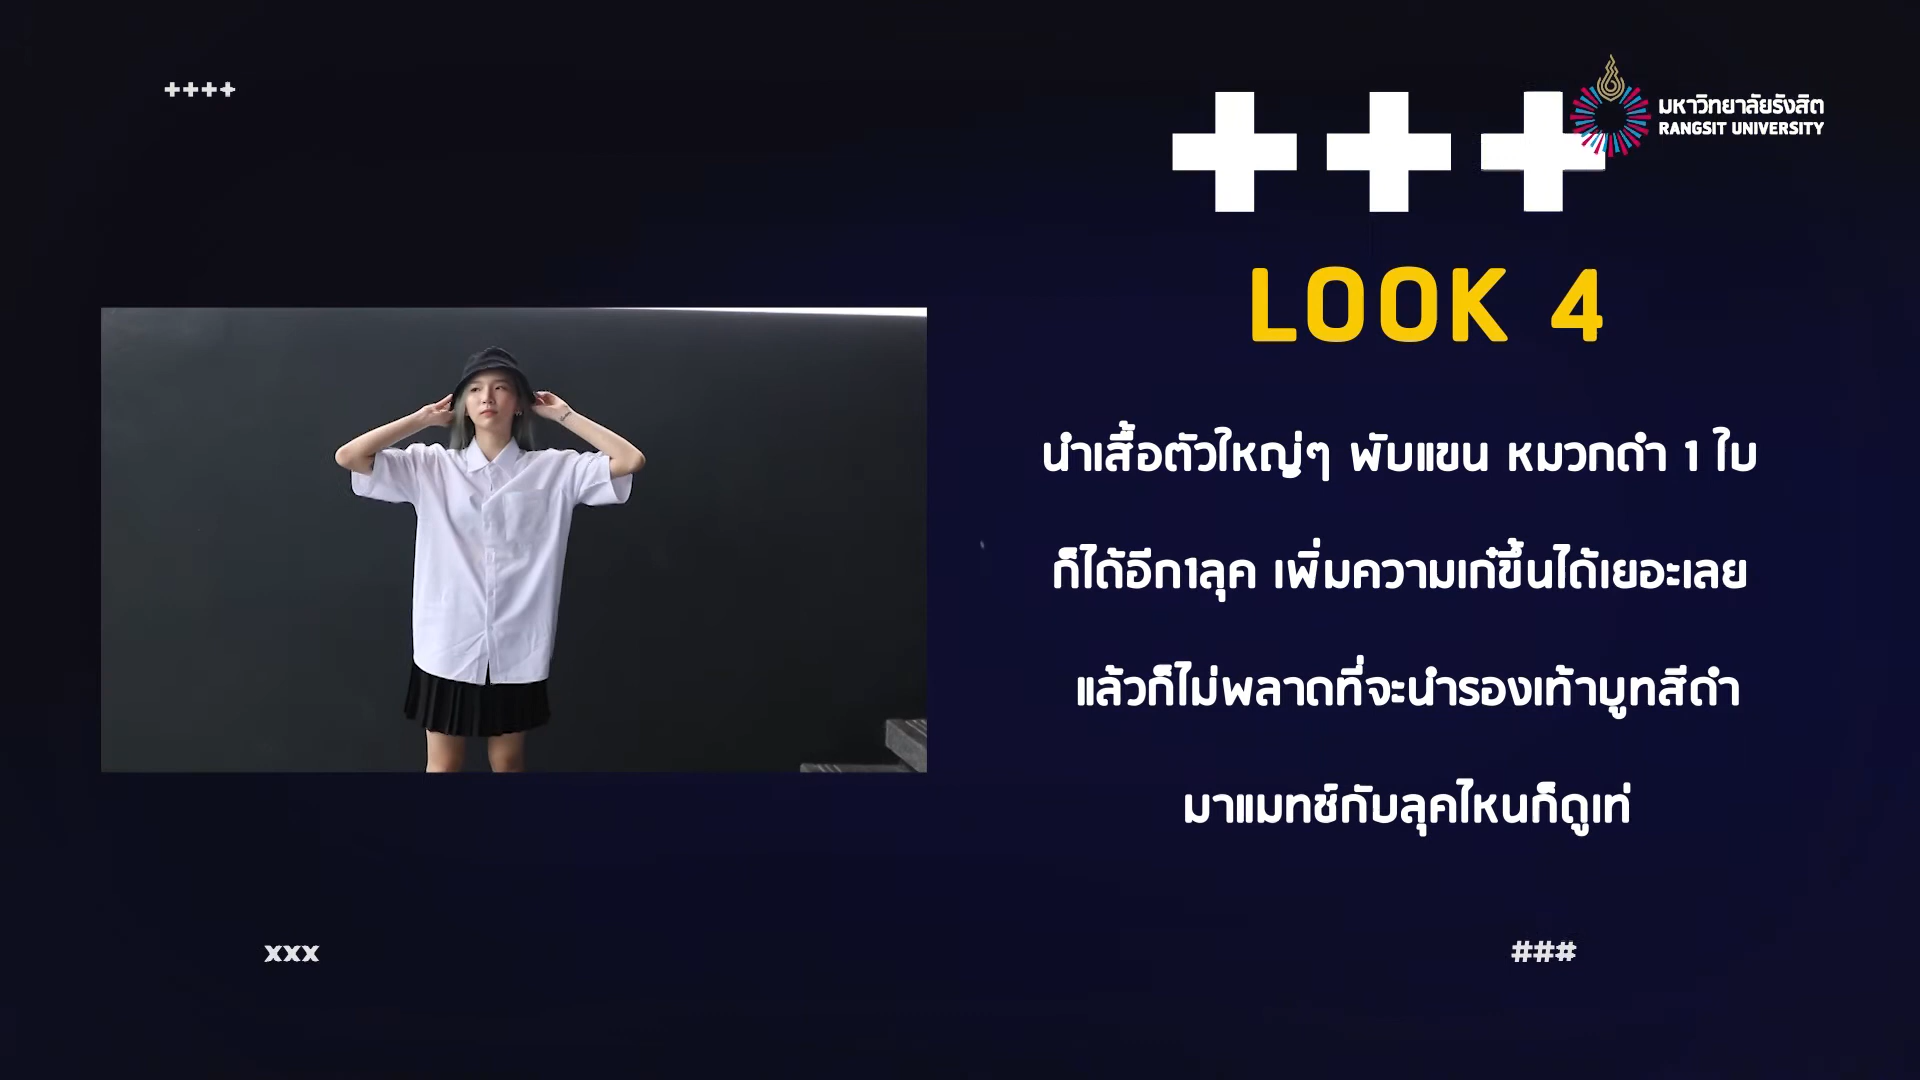 ++++
+++
มหาวิทยาลัยรังสิต
RANGSIT UNIVERSITY
LOOK 4
นำเสื้อตัวใหญ่ๆ พับแขน หมวกดำ 1 ใบ
ก็ได้อีก1ลุค เพิ่มความเก๋ขึ้นได้เยอะเลย
แล้วก็ไม่พลาดที่จะนำรองเท้าบูทสีดำ
มาแมทช์กับลุคไหนก็ดูเท่
xxx
###